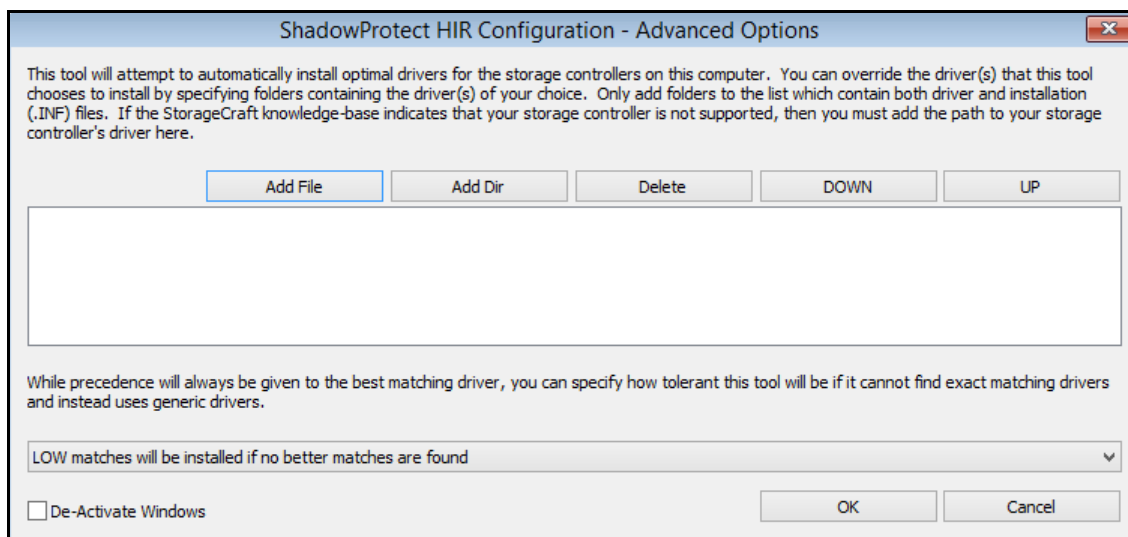 ShadowProtect HIR Configuration - Advanced Options
This tool will attempt to automatically install optimal drivers for the storage controllers on this computer. You can override the driver(s) that this tool
chooses to install by specifying folders containing the driver(s) of your choice. Only add folders to the list which contain both driver and installation
(.INF) files. If the StorageCraft knowledge-base indicates that your storage controller is not supported, then you must add the path to your storage
controller's driver here.
Add File Add Dir Delete DOWN UP
While precedence will always be given to the best matching driver, you can specify how tolerant this tool will be if it cannot find exact matching drivers
and instead uses generic drivers.
LOW matches will be installed if no better matches are found
De-Activate Windows OK Cancel